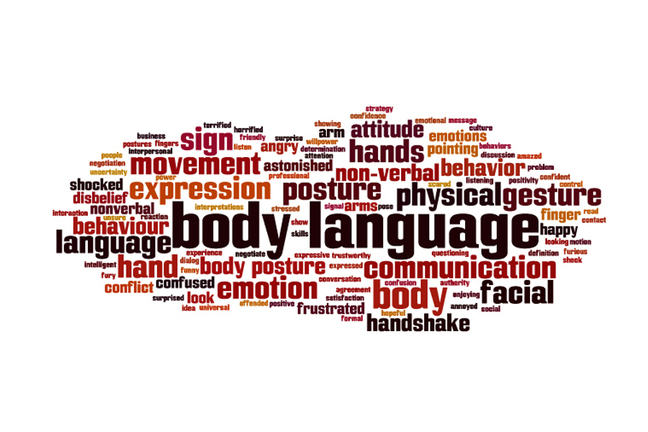 strategy
confidence
terrified
showing
emotional message
horrified
arm attitude
culture
business
sign
friendly
surprise
willpower
emotions
postures fingers
listen
angry
determination
hands
pointing
behaviors
people
interpersonal
attention
discussion amazed
negotiation
movement
astonished
non-verbal
behavior
problem
uncertainty
power
professional
scared
listening
positivity
confident
shocked
expression
posture
physical
gesture
control
disbelief
nonverbal
interpretations
stressed
signal
arms
pose
finger
read
contact
interaction
unsure
reaction
body language
show
skills
behaviour
happy
language
looking motion
experience
negotiate
expressive trustworthy
questioning
definition
furious
intelligent
hand
dialog
funny
body posture
expressed
communication
shock
fury
conversation
conflict
confused
emotion
agreement
confusion
body
authority
enjoying
facial
surprised
look
satisfaction
idea universal
offended positive
frustrated
hopeful
annoyed
social
formal
handshake